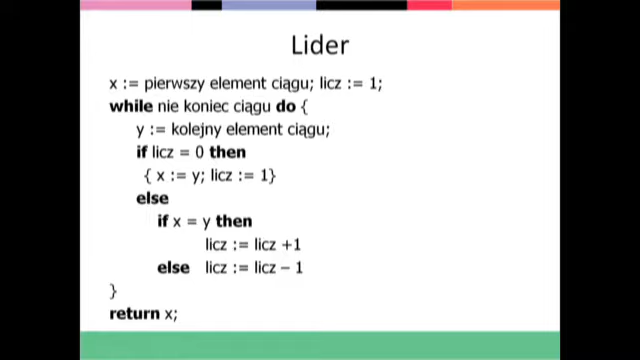 Lider
x := pierwszy element ciągu; licz := 1;
while nie koniec ciągu do {
y := kolejny element ciągu;
if licz = 0 then
{ x := y; licz := 1}
else
if x = y then
licz := licz +1
else licz := licz – 1
}
return x;